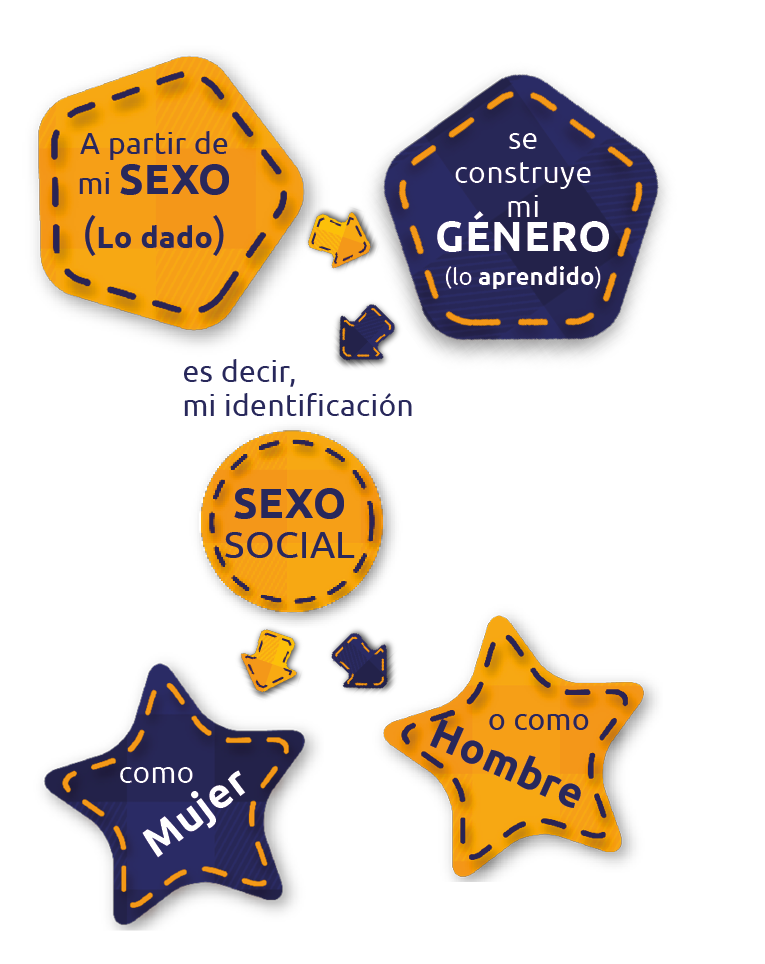 A partir de
mi SEXO
(Lo dado)
se
construye
mi
GÉNERO
(lo aprendido)
es decir,
mi identificación
SEXO
SOCIAL
como
Mujer
o como
Hombre